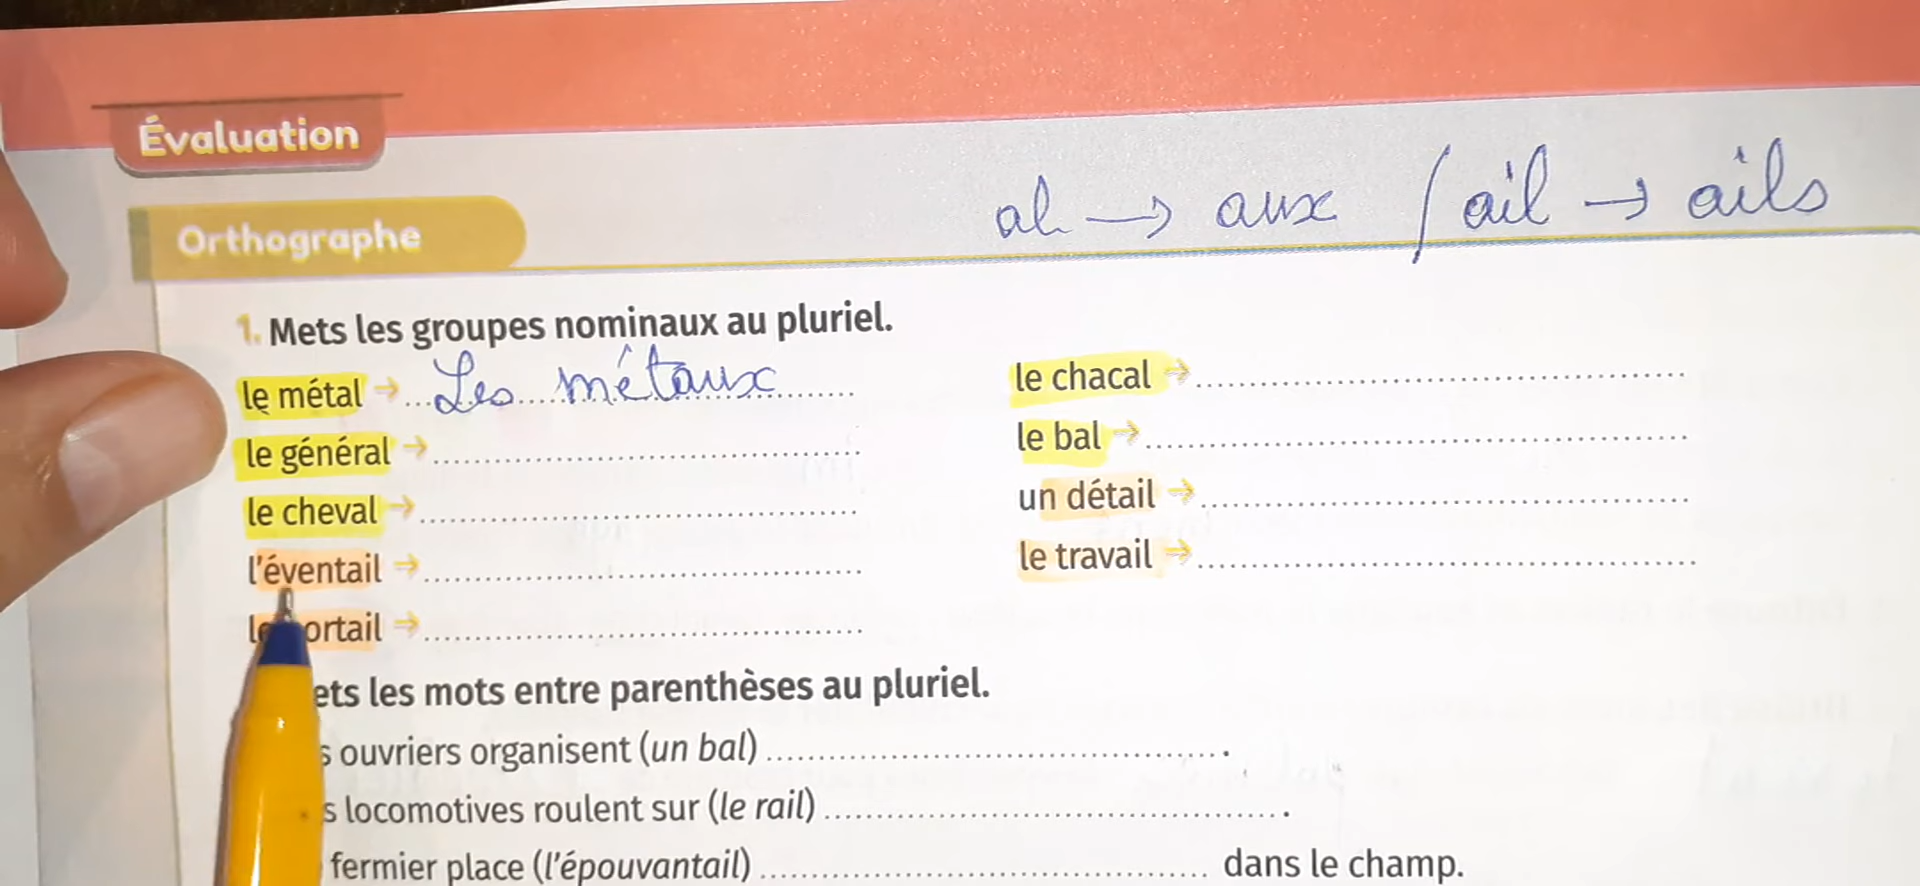 Évaluation
al → aux / ail → ails
Orthographe
1. Mets les groupes nominaux au pluriel.
le métal → Les métaux
le général →
le cheval →
l'éventail →
ortail →
le chacal →
le bal →
un détail →
le travail →
ets les mots entre parenthèses au pluriel.
s ouvriers organisent (un bal) .
s locomotives roulent sur (le rail) .
fermier place (l'épouvantail) dans le champ.